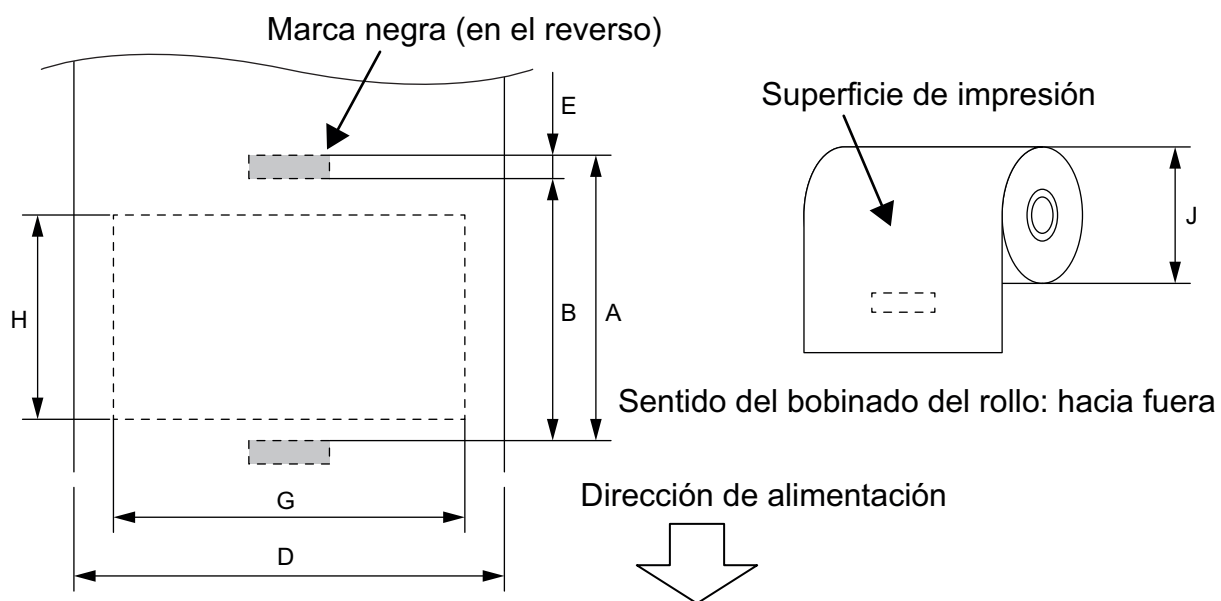 Marca negra (en el reverso)
E
Superficie de impresión
J
H
B
A
Sentido del bobinado del rollo: hacia fuera
G
Dirección de alimentación
D